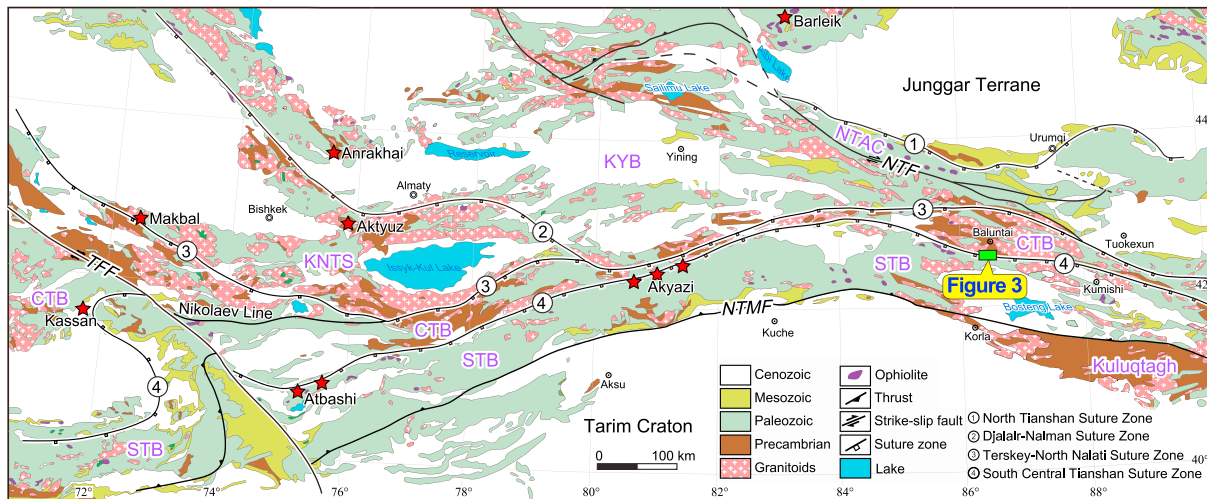 Barleik
Ebi Lake
Junggar Terrane
Sailimu Lake
44°
Urumqi
NTAC
1
Anrakhai
Reservoir
KYB
Yining
NTF
Almaty
Makbal
Bishkek
Aktyuz
2
3
Baluntai
CTB
Tuokexun
3
KNTS
Issyk-Kul Lake
TFF
3
Akyazi
STB
4
Figure 3
Kumishi
42°
CTB
Kassan
Nikolaev Line
4
CTB
NTMF
Kuche
Bosteng Lake
Korla
STB
Kuluqtagh
4
Atbashi
Aksu
STB
Tarim Craton
0 100 km
Cenozoic
Mesozoic
Paleozoic
Precambrian
Granitoids
Ophiolite
Thrust
Strike-slip fault
Suture zone
Lake
1 North Tianshan Suture Zone
2 Djalair-Naiman Suture Zone
3 Terskey-North Nalati Suture Zone
4 South Central Tianshan Suture Zone
40°
72° 74° 76° 78° 80° 82° 84° 86° 88°